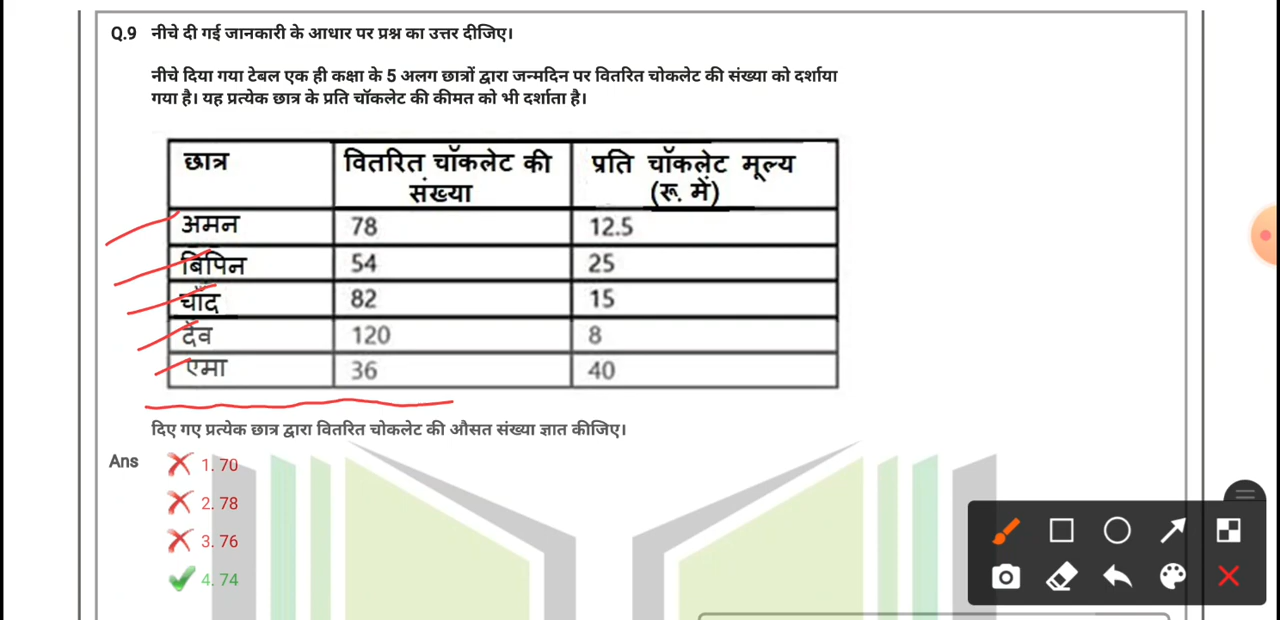 Q.9 नीचे दी गई जानकारी के आधार पर प्रश्न का उत्तर दीजिए।
नीचे दिया गया टेबल एक ही कक्षा के 5 अलग छात्रों द्वारा जन्मदिन पर वितरित चोकलेट की संख्या को दर्शाया
गया है। यह प्रत्येक छात्र के प्रति चॉकलेट की कीमत को भी दर्शाता है।
छात्र वितरित चॉकलेट की संख्या प्रति चॉकलेट मूल्य (रू. में)
अमन 78 12.5
बिपिन 54 25
चाँद 82 15
देव 120 8
एमा 36 40
दिए गए प्रत्येक छात्र द्वारा वितरित चोकलेट की औसत संख्या ज्ञात कीजिए।
Ans 1. 70
2. 78
3. 76
4. 74